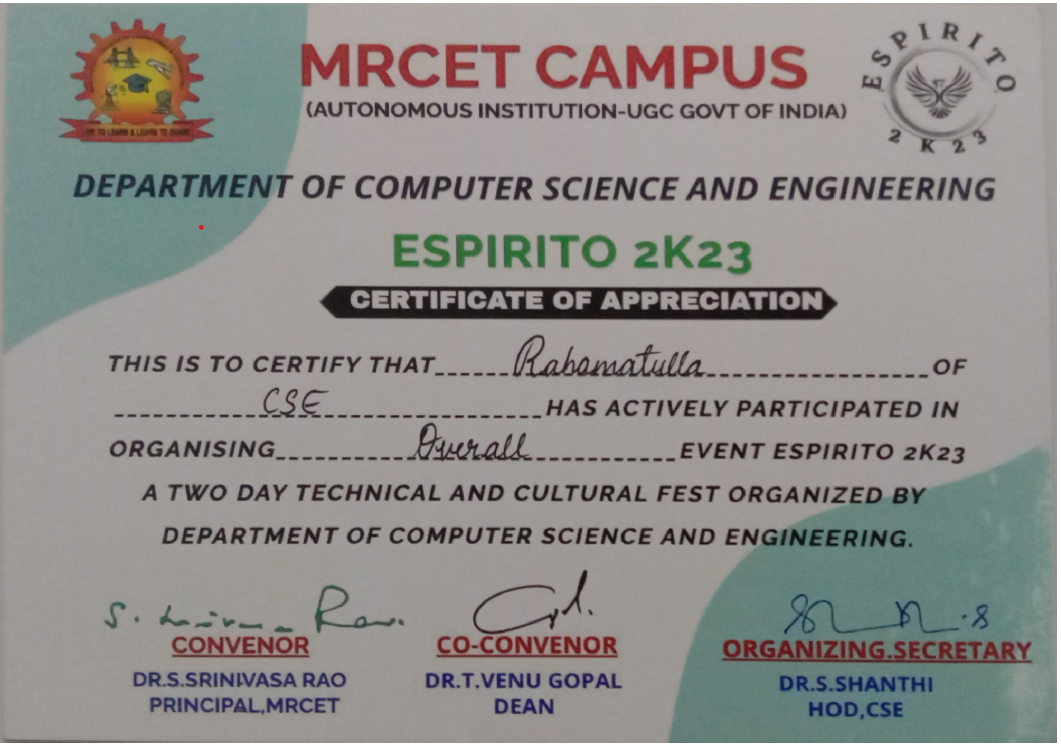 MRCET CAMPUS
(AUTONOMOUS INSTITUTION-UGC GOVT OF INDIA)
ESPIRITO
2K23
DEPARTMENT OF COMPUTER SCIENCE AND ENGINEERING
ESPIRITO 2K23
CERTIFICATE OF APPRECIATION
THIS IS TO CERTIFY THAT Rahamatulla OF
CSE HAS ACTIVELY PARTICIPATED IN
ORGANISING Overall EVENT ESPIRITO 2K23
A TWO DAY TECHNICAL AND CULTURAL FEST ORGANIZED BY
DEPARTMENT OF COMPUTER SCIENCE AND ENGINEERING.
CONVENOR
DR.S.SRINIVASA RAO
PRINCIPAL,MRCET
CO-CONVENOR
DR.T.VENU GOPAL
DEAN
ORGANIZING.SECRETARY
DR.S.SHANTHI
HOD,CSE